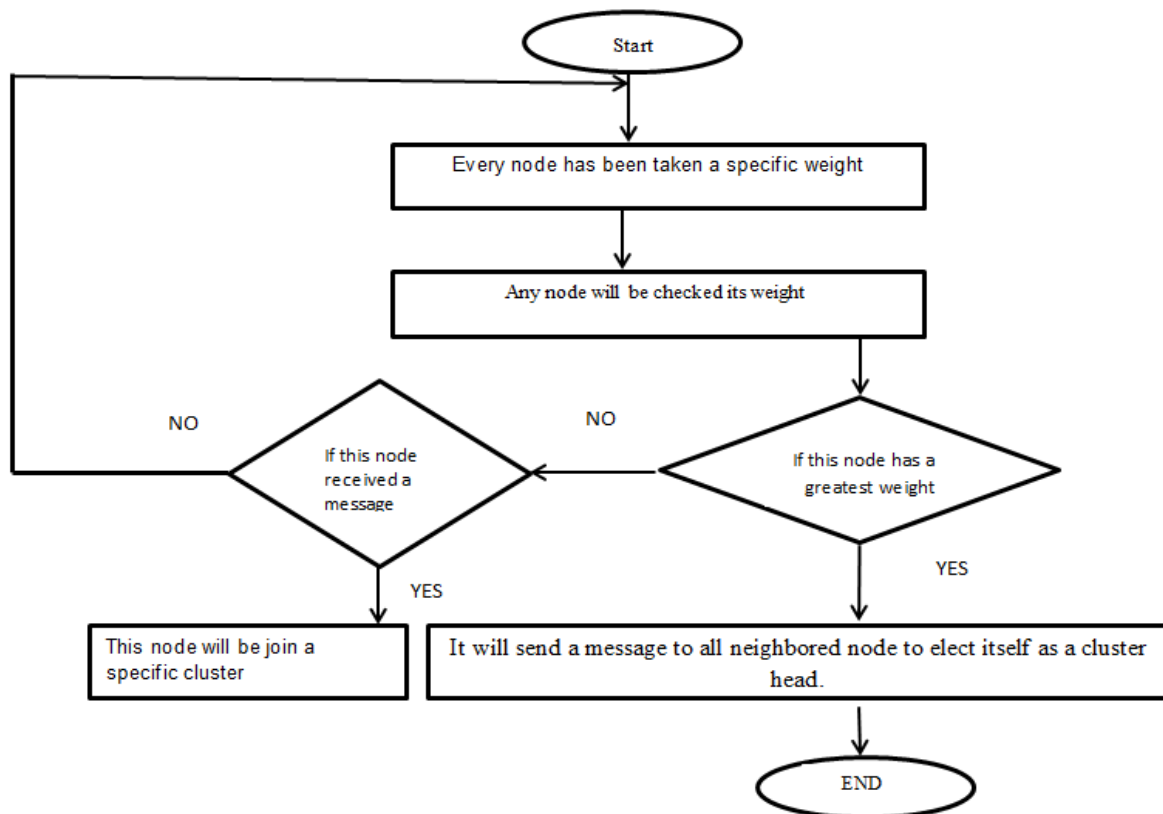 Start
Every node has been taken a specific weight
Any node will be checked its weight
NO
NO
If this node
received a
message
If this node has a
greatest weight
YES
YES
This node will be join a
specific cluster
It will send a message to all neighbored node to elect itself as a cluster
head.
END